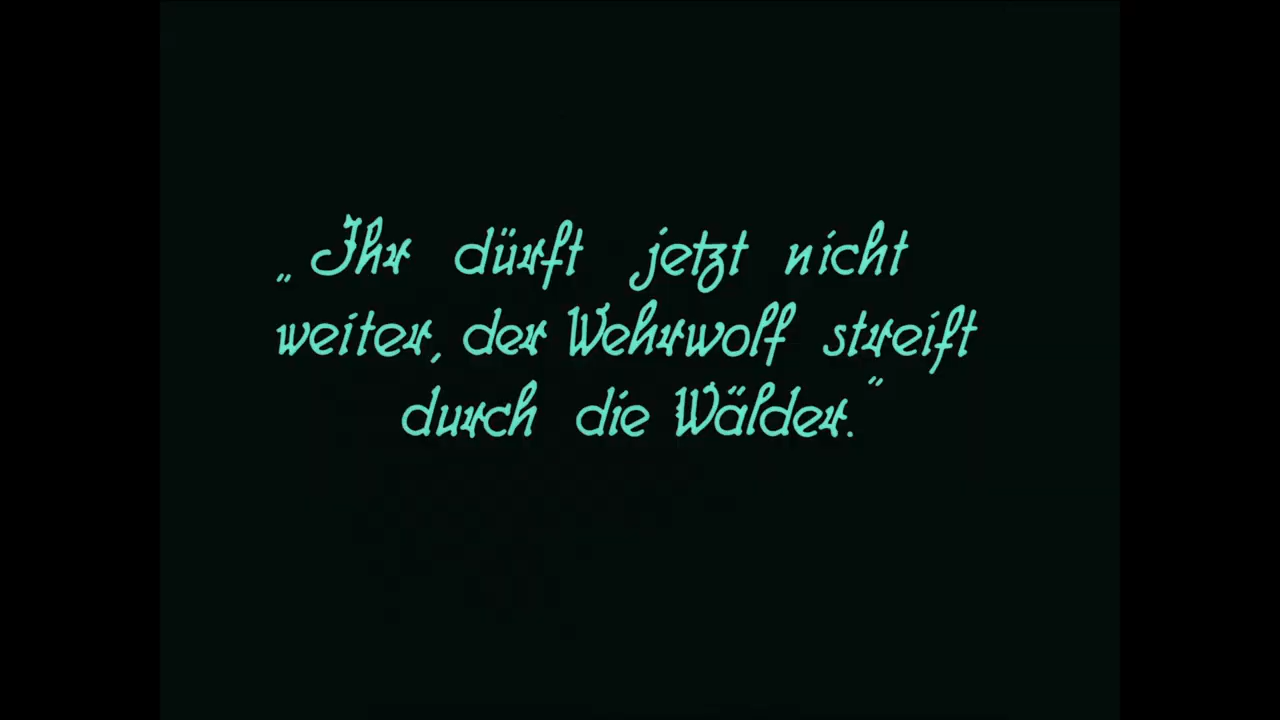 „Ihr dürft jetzt nicht
weiter, der Wehrwolf streift
durch die Wälder."